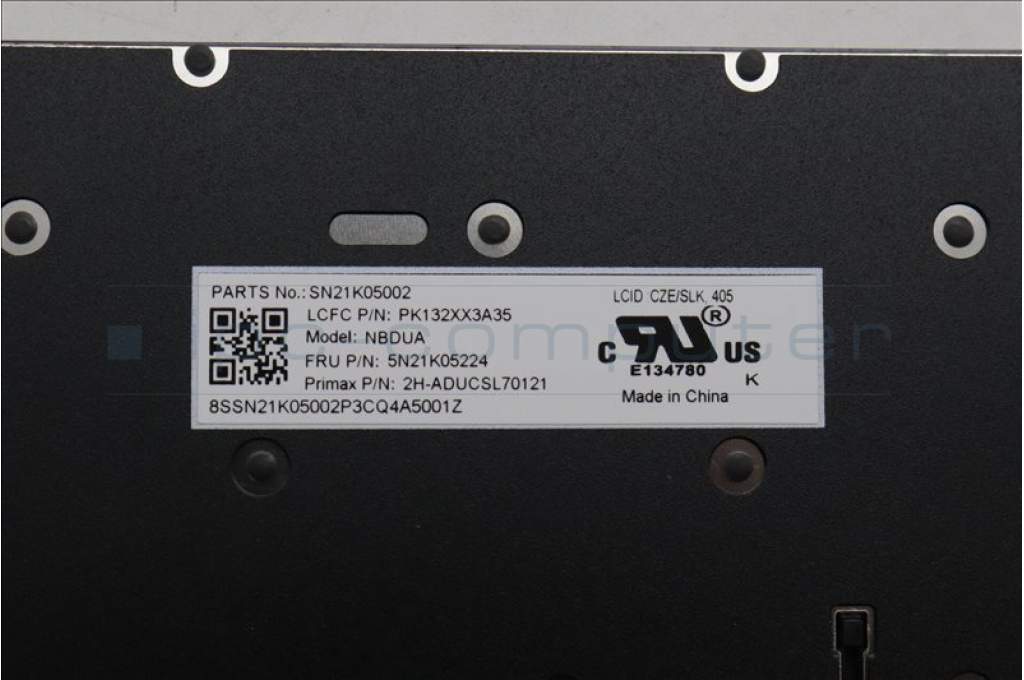 PARTS No.: SN21K05002
LCFC P/N: PK132XX3A35
Model: NBDUA
FRU P/N: 5N21K05224
Primax P/N: 2H-ADUCSL70121
8SSN21K05002P3CQ4A5001Z
LCID CZE/SLK 405
C RU US ®
E134780
K
Made in China